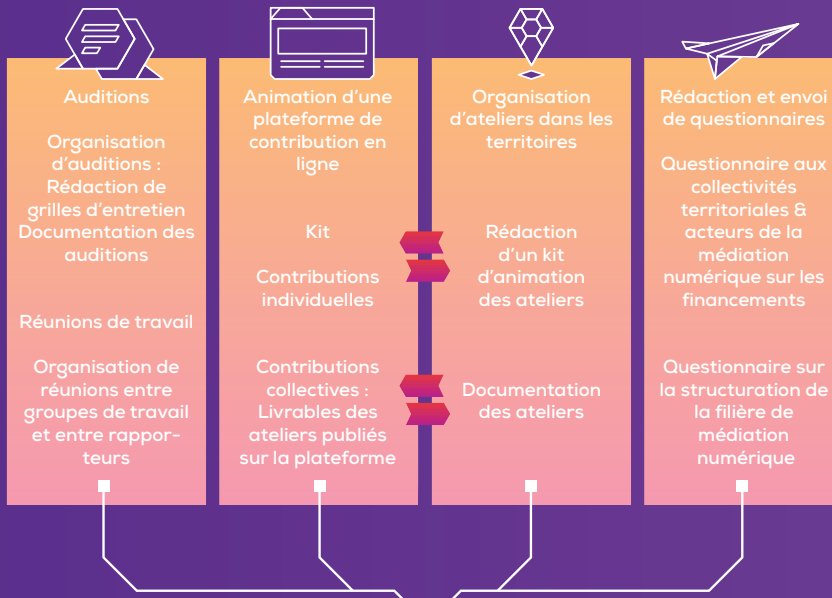 Auditions
Organisation
d'auditions :
Rédaction de
grilles d'entretien
Documentation des
auditions
Réunions de travail
Organisation de
réunions entre
groupes de travail
et entre rappor-
teurs
Animation d'une
plateforme de
contribution en
ligne
Kit
Contributions
individuelles
Contributions
collectives :
Livrables des
ateliers publiés
sur la plateforme
Organisation
d'ateliers dans les
territoires
Rédaction
d'un kit
d'animation
des ateliers
Documentation
des ateliers
Rédaction et envoi
de questionnaires
Questionnaire aux
collectivités
territoriales &
acteurs de la
médiation
numérique sur les
financements
Questionnaire sur
la structuration de
la filière de
médiation
numérique